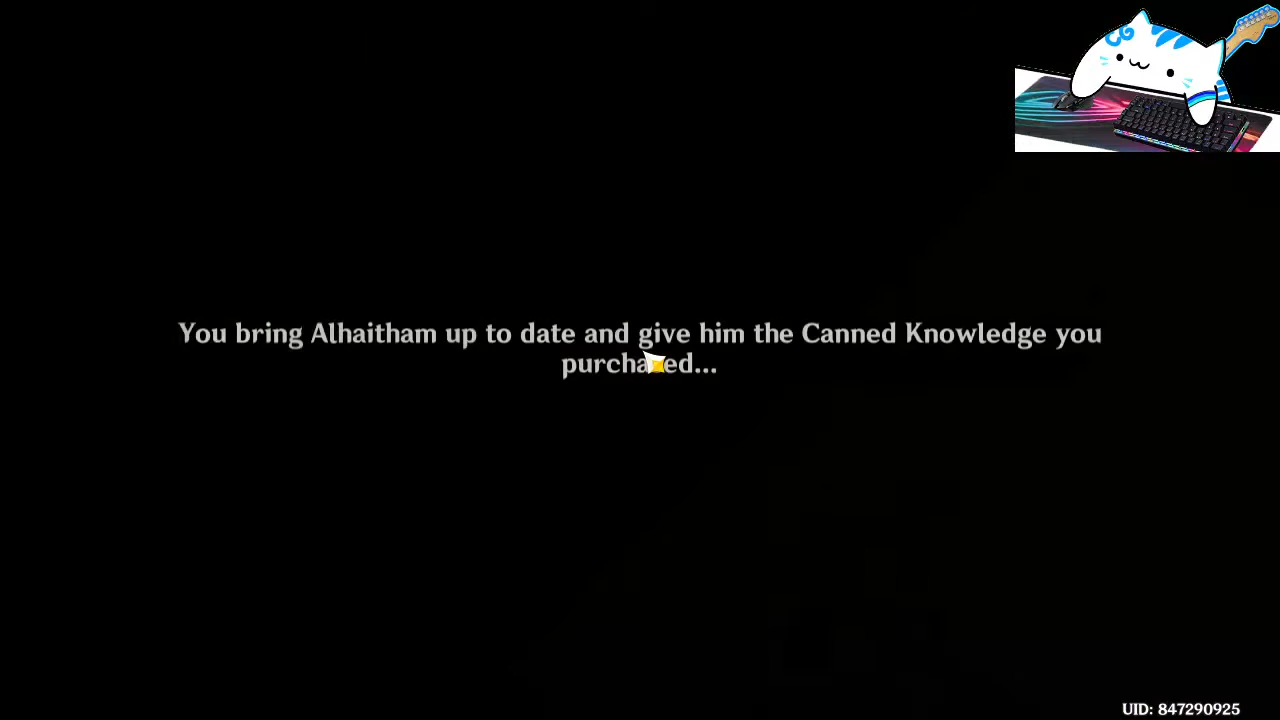 You bring Alhaitham up to date and give him the Canned Knowledge you
purchased...
UID: 847290925